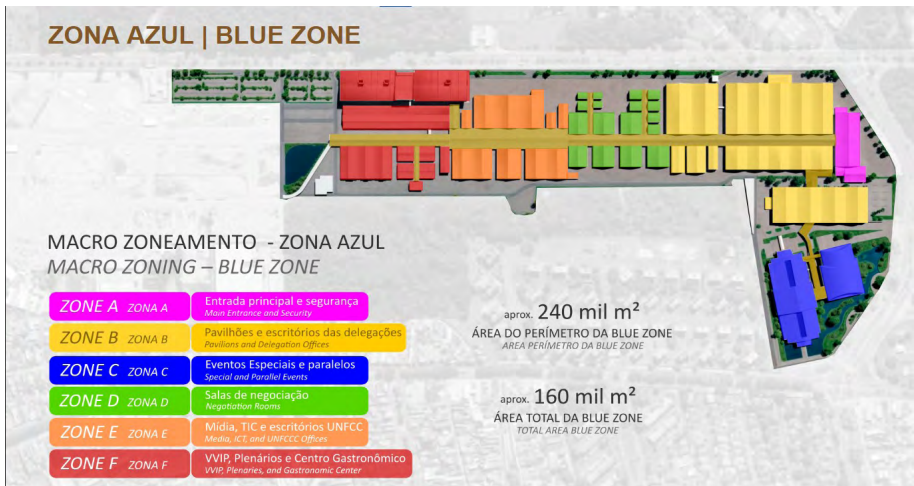 ZONA AZUL | BLUE ZONE
MACRO ZONEAMENTO - ZONA AZUL
MACRO ZONING – BLUE ZONE
ZONE A ZONA A
Entrada principal e segurança
Main Entrance and Security
ZONE B ZONA B
Pavilhões e escritórios das delegações
Pavilions and Delegation Offices
ZONE C ZONA C
Eventos Especiais e paralelos
Special and Parallel Events
ZONE D ZONA D
Salas de negociação
Negotiation Rooms
ZONE E ZONA E
Mídia, TIC e escritórios UNFCC
Media, ICT, and UNFCCC Offices
ZONE F ZONA F
VVIP, Plenários e Centro Gastronômico
VVIP, Plenaries, and Gastronomic Center
aprox. 240 mil m²
ÁREA DO PERÍMETRO DA BLUE ZONE
AREA PERÍMETRO DA BLUE ZONE
aprox. 160 mil m²
ÁREA TOTAL DA BLUE ZONE
TOTAL AREA BLUE ZONE